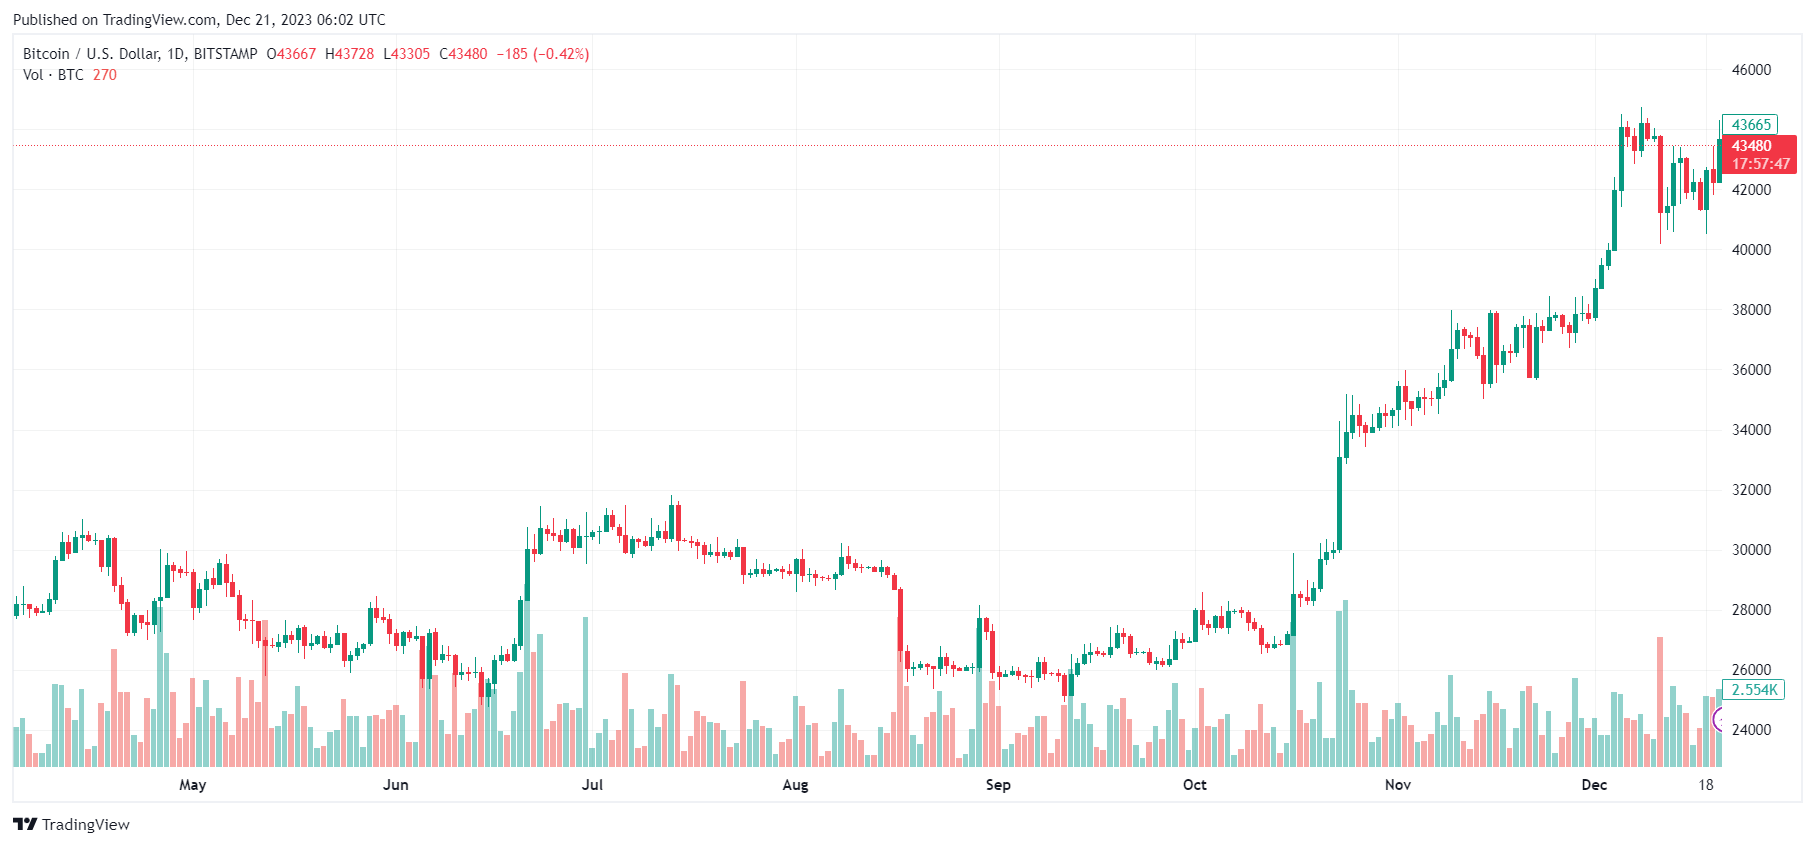 Published on TradingView.com, Dec 21, 2023 06:02 UTC
Bitcoin / U.S. Dollar, 1D, BITSTAMP O43667 H43728 L43305 C43480 −185 (−0.42%)
Vol · BTC 270
46000
43665
43480
17:57:47
42000
40000
38000
36000
34000
32000
30000
28000
26000
2.554K
24000
May Jun Jul Aug Sep Oct Nov Dec 18
TradingView